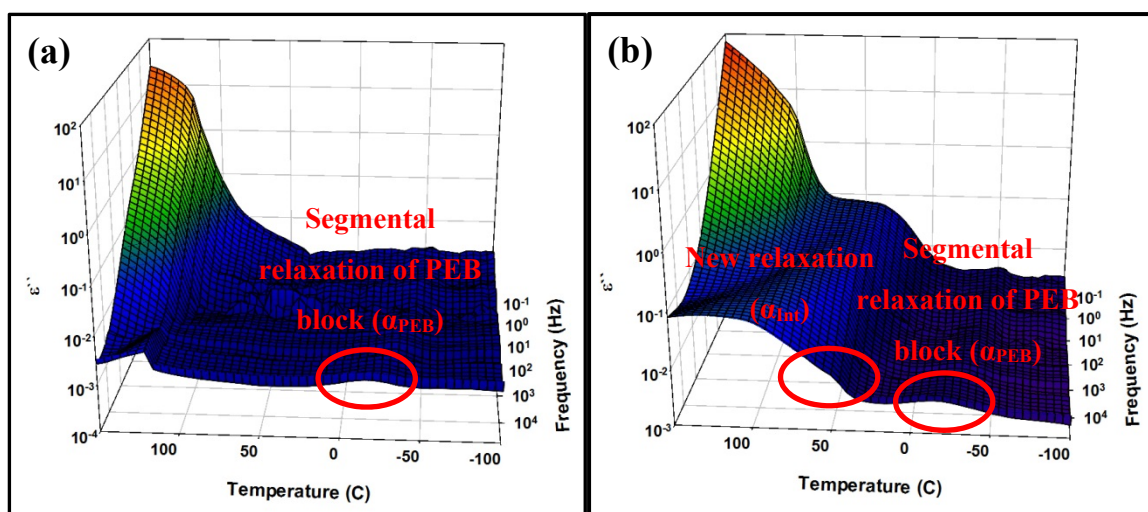 (a)
10²
10¹
10⁰
10⁻¹
10⁻²
10⁻³
10⁻⁴
ε``
Segmental
relaxation of PEB
block (αPEB)
10⁻¹
10⁰
10¹
10²
10³
10⁴
Frequency (Hz)
100 50 0 -50 -100
Temperature (C)
(b)
10²
10¹
10⁰
10⁻¹
10⁻²
10⁻³
ε``
New relaxation
(αInt)
Segmental
relaxation of PEB
block (αPEB)
10⁻¹
10⁰
10¹
10²
10³
10⁴
Frequency (Hz)
100 50 0 -50 -100
Temperature (C)